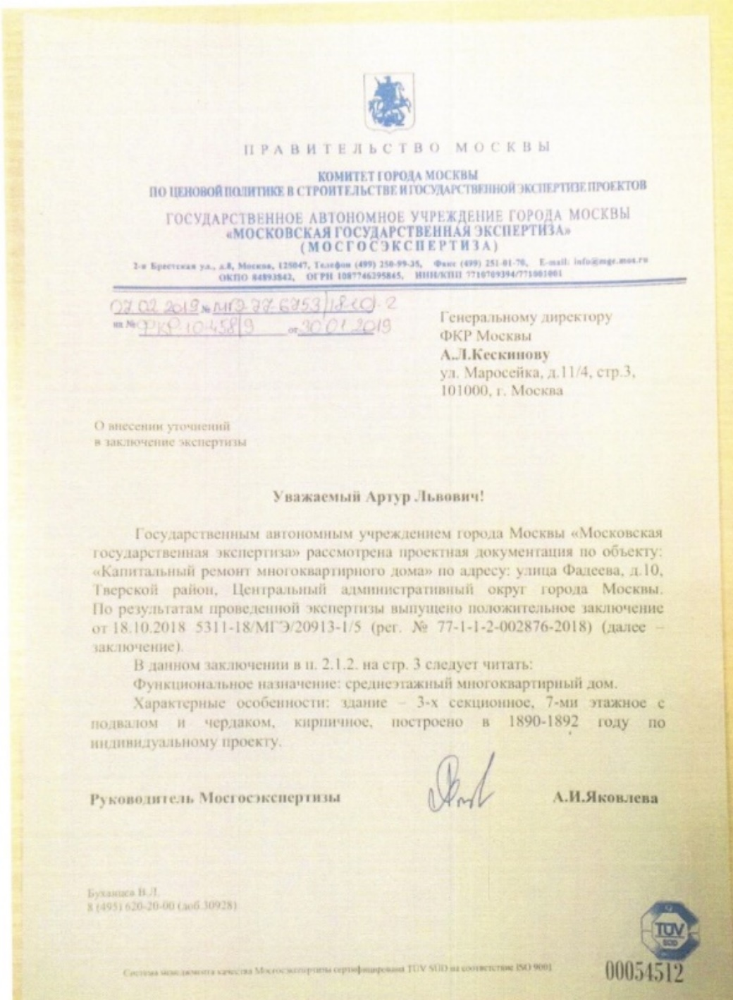 ПРАВИТЕЛЬСТВО МОСКВЫ
КОМИТЕТ ГОРОДА МОСКВЫ
ПО ЦЕНОВОЙ ПОЛИТИКЕ В СТРОИТЕЛЬСТВЕ И ГОСУДАРСТВЕННОЙ ЭКСПЕРТИЗЕ ПРОЕКТОВ
ГОСУДАРСТВЕННОЕ АВТОНОМНОЕ УЧРЕЖДЕНИЕ ГОРОДА МОСКВЫ
«МОСКОВСКАЯ ГОСУДАРСТВЕННАЯ ЭКСПЕРТИЗА»
(МОСГОСЭКСПЕРТИЗА)
2-я Брестская ул., д.8, Москва, 125047, Телефон (499) 250-99-35, Факс (499) 251-01-70, E-mail: info@mge.mos.ru
ОКПО 84893842, ОГРН 1087746295845, ИНН/КПП 7710709394/771001001
07.02.2019 № МГЭ-77-6753/18-(0)-2
на № ФКР-10-458/9 от 30.01.2019
Генеральному директору
ФКР Москвы
А.Л.Кескинову
ул. Маросейка, д.11/4, стр.3,
101000, г. Москва
О внесении уточнений
в заключение экспертизы
Уважаемый Артур Львович!
Государственным автономным учреждением города Москвы «Московская
государственная экспертиза» рассмотрена проектная документация по объекту:
«Капитальный ремонт многоквартирного дома» по адресу: улица Фадеева, д.10,
Тверской район, Центральный административный округ города Москвы.
По результатам проведенной экспертизы выпущено положительное заключение
от 18.10.2018 5311-18/МГЭ/20913-1/5 (рег. № 77-1-1-2-002876-2018) (далее –
заключение).
В данном заключении в п. 2.1.2. на стр. 3 следует читать:
Функциональное назначение: среднеэтажный многоквартирный дом.
Характерные особенности: здание – 3-х секционное, 7-ми этажное с
подвалом и чердаком, кирпичное, построено в 1890-1892 году по
индивидуальному проекту.
Руководитель Мосгосэкспертизы А.И.Яковлева
Буханцев В.Л.
8 (495) 620-20-00 (доб.30928)
TÜV
SÜD
Система менеджмента качества Мосгосэкспертизы сертифицирована TÜV SÜD на соответствие ISO 9001
00054512